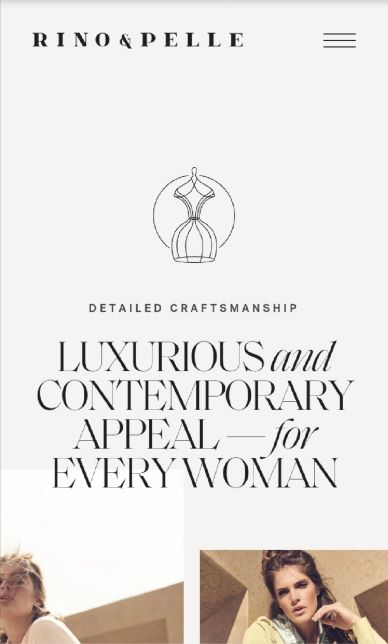 RINO&PELLE
DETAILED CRAFTSMANSHIP
LUXURIOUS and
CONTEMPORARY
APPEAL — for
EVERY WOMAN